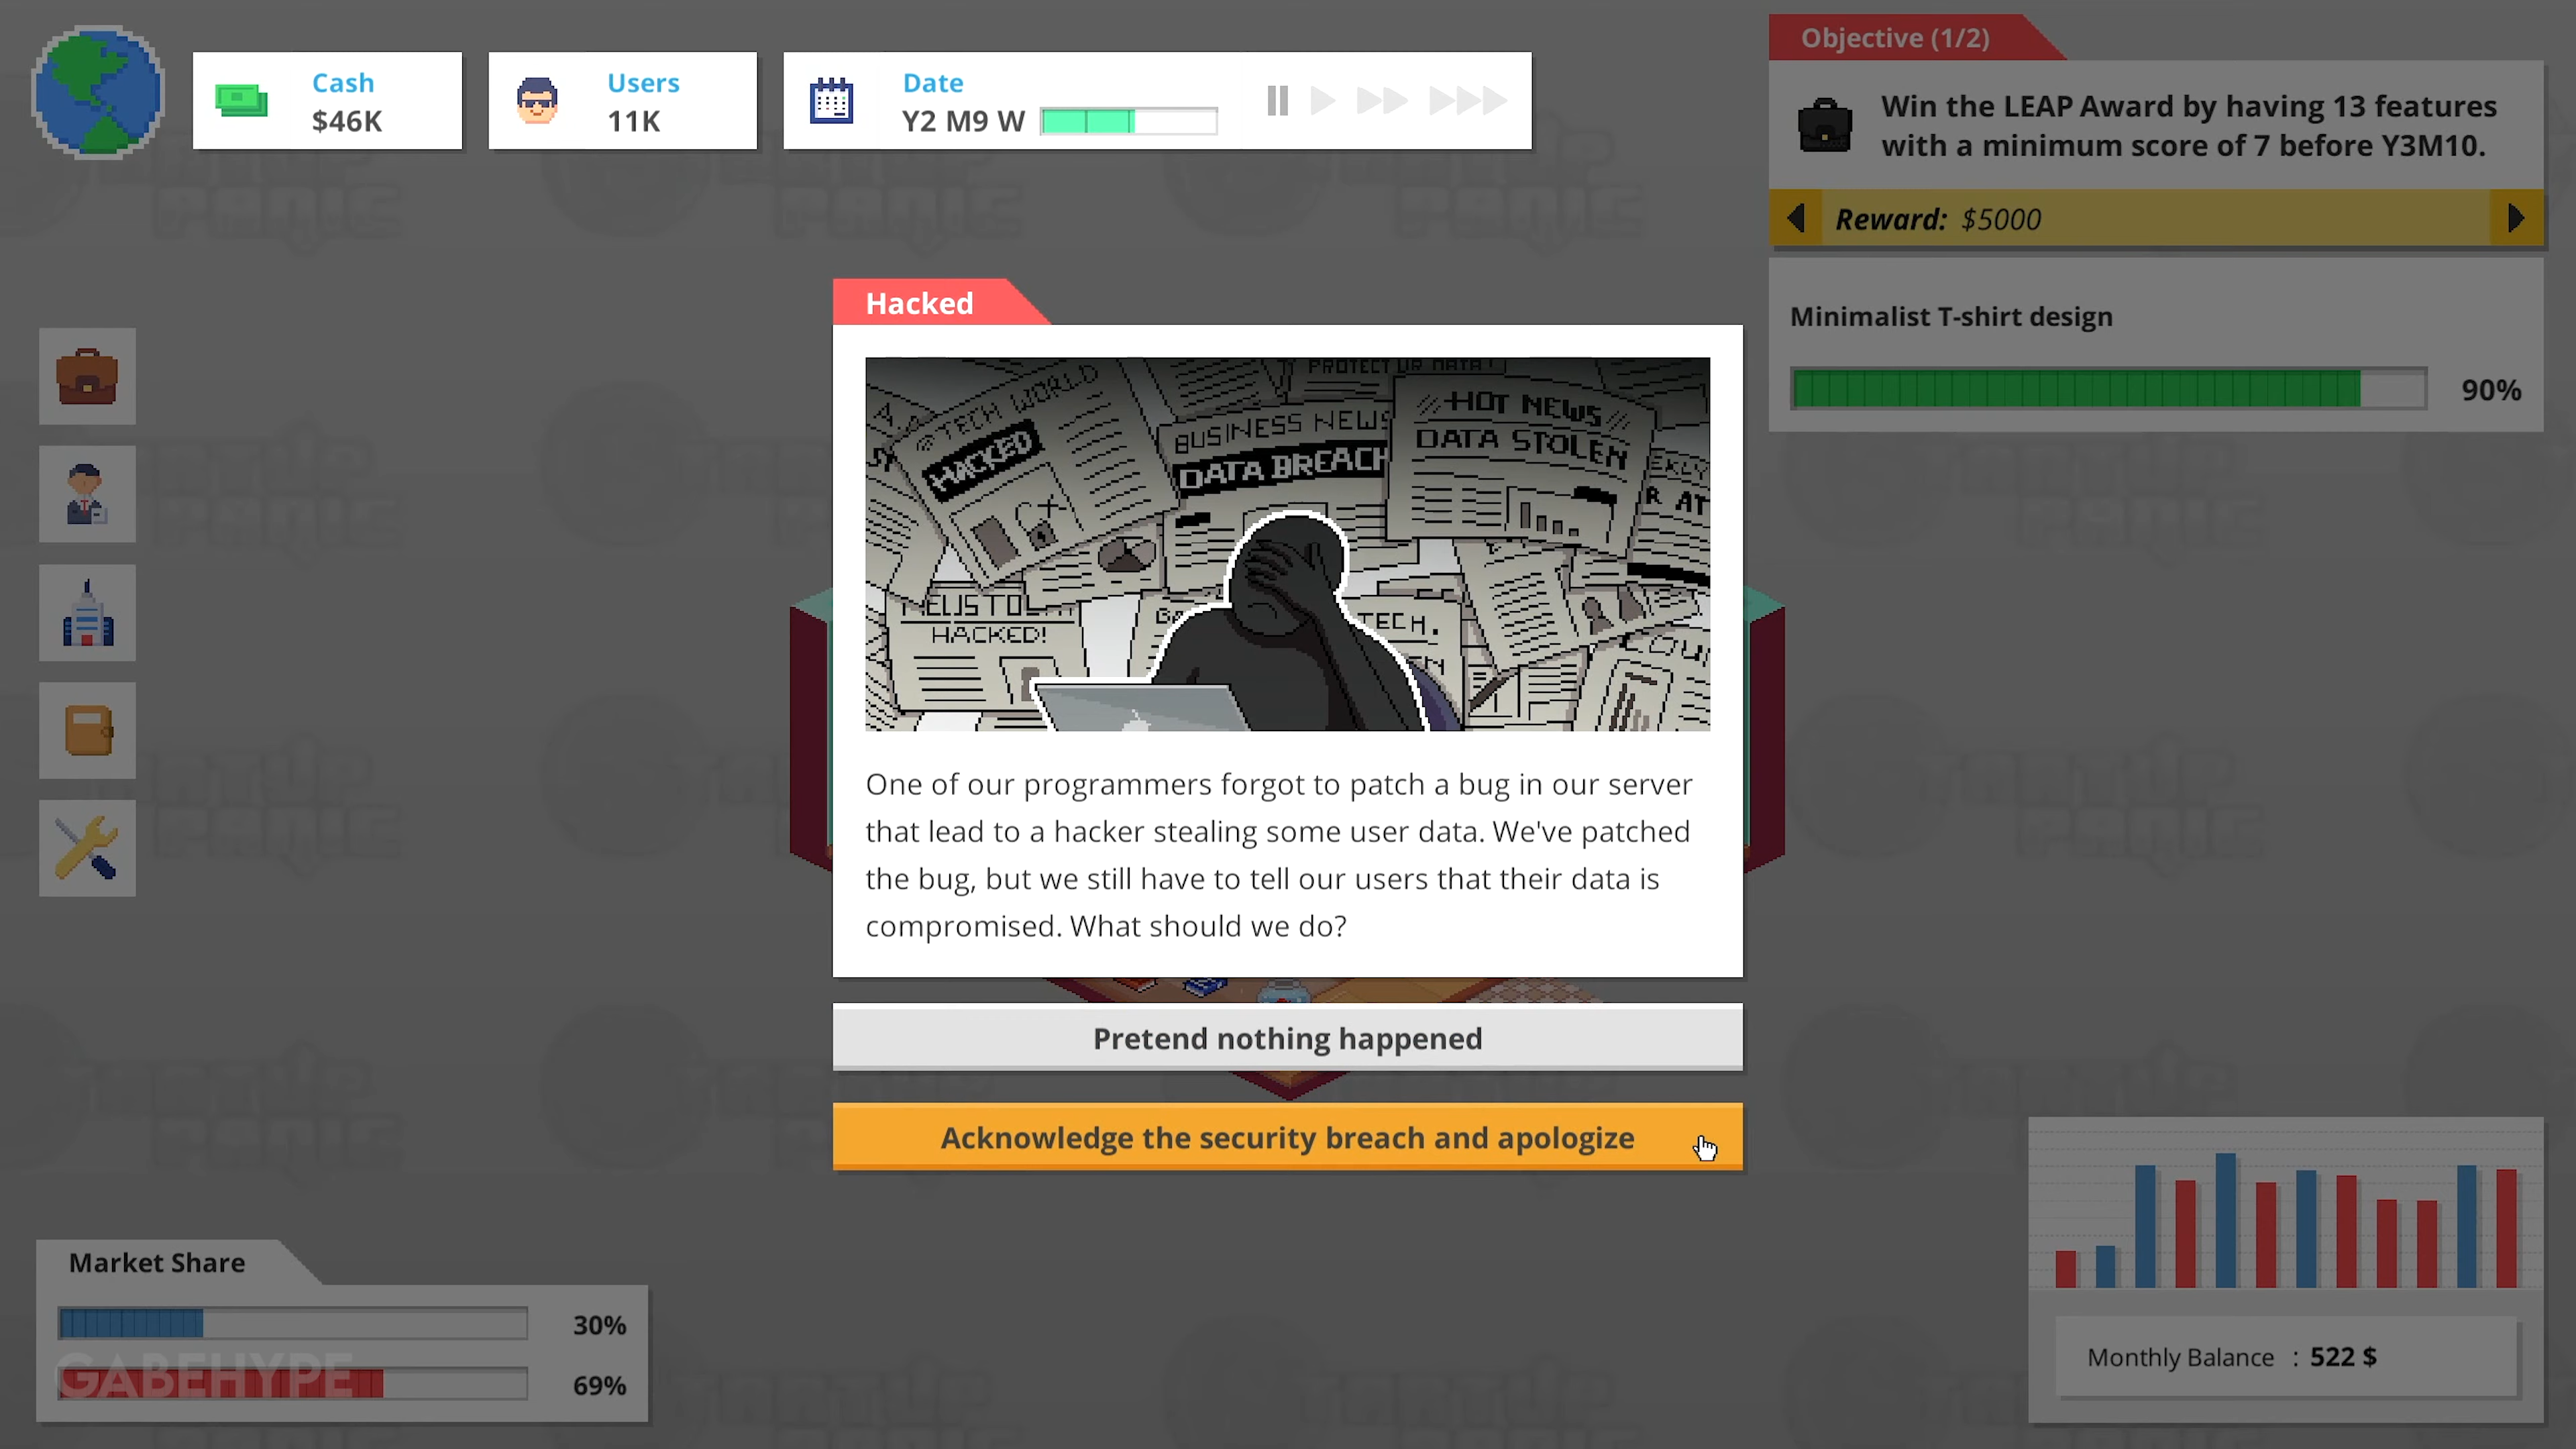 Cash
$46K
Users
11K
Date
Y2 M9 W
Objective (1/2)
Win the LEAP Award by having 13 features
with a minimum score of 7 before Y3M10.
Reward: $5000
Minimalist T-shirt design
90%
Hacked
PROTECT UR DATA!
@TECH WORLD
HACKED
BUSINESS NEWS
DATA BREACH
//HOT NEWS//
DATA STOLEN
HACKED!
TECH.
One of our programmers forgot to patch a bug in our server
that lead to a hacker stealing some user data. We've patched
the bug, but we still have to tell our users that their data is
compromised. What should we do?
Pretend nothing happened
Acknowledge the security breach and apologize
Market Share
30%
GABEHYPE
69%
Monthly Balance : 522 $